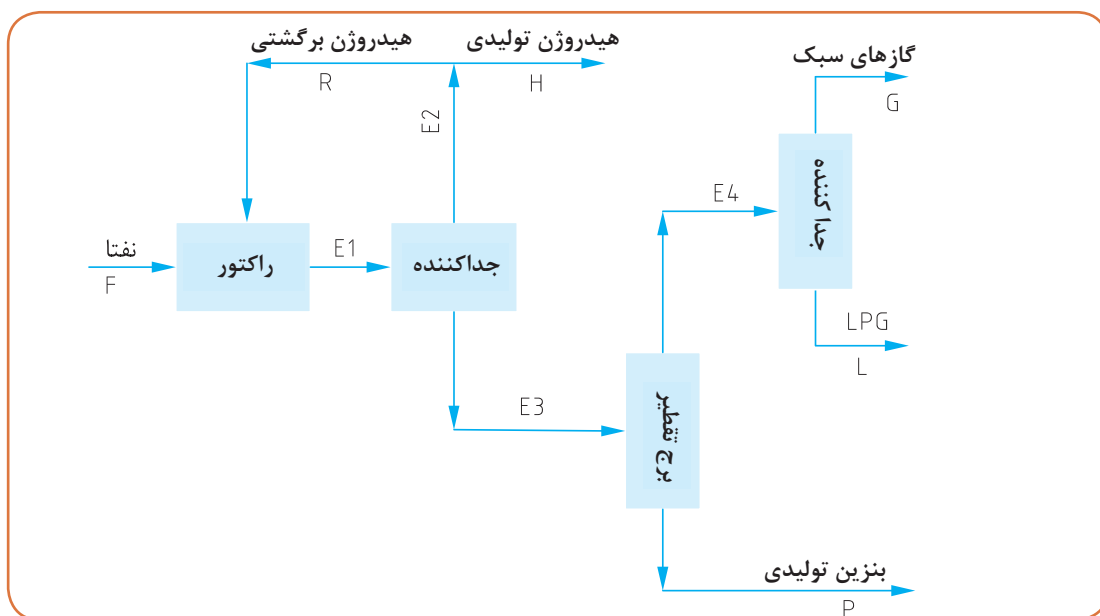 هیدروژن برگشتی
هیدروژن تولیدی
گازهای سبک
R
H
G
E2
جدا کننده
E4
نفتا
F
راکتور
E1
جداکننده
LPG
L
E3
برج تقطیر
بنزین تولیدی
P